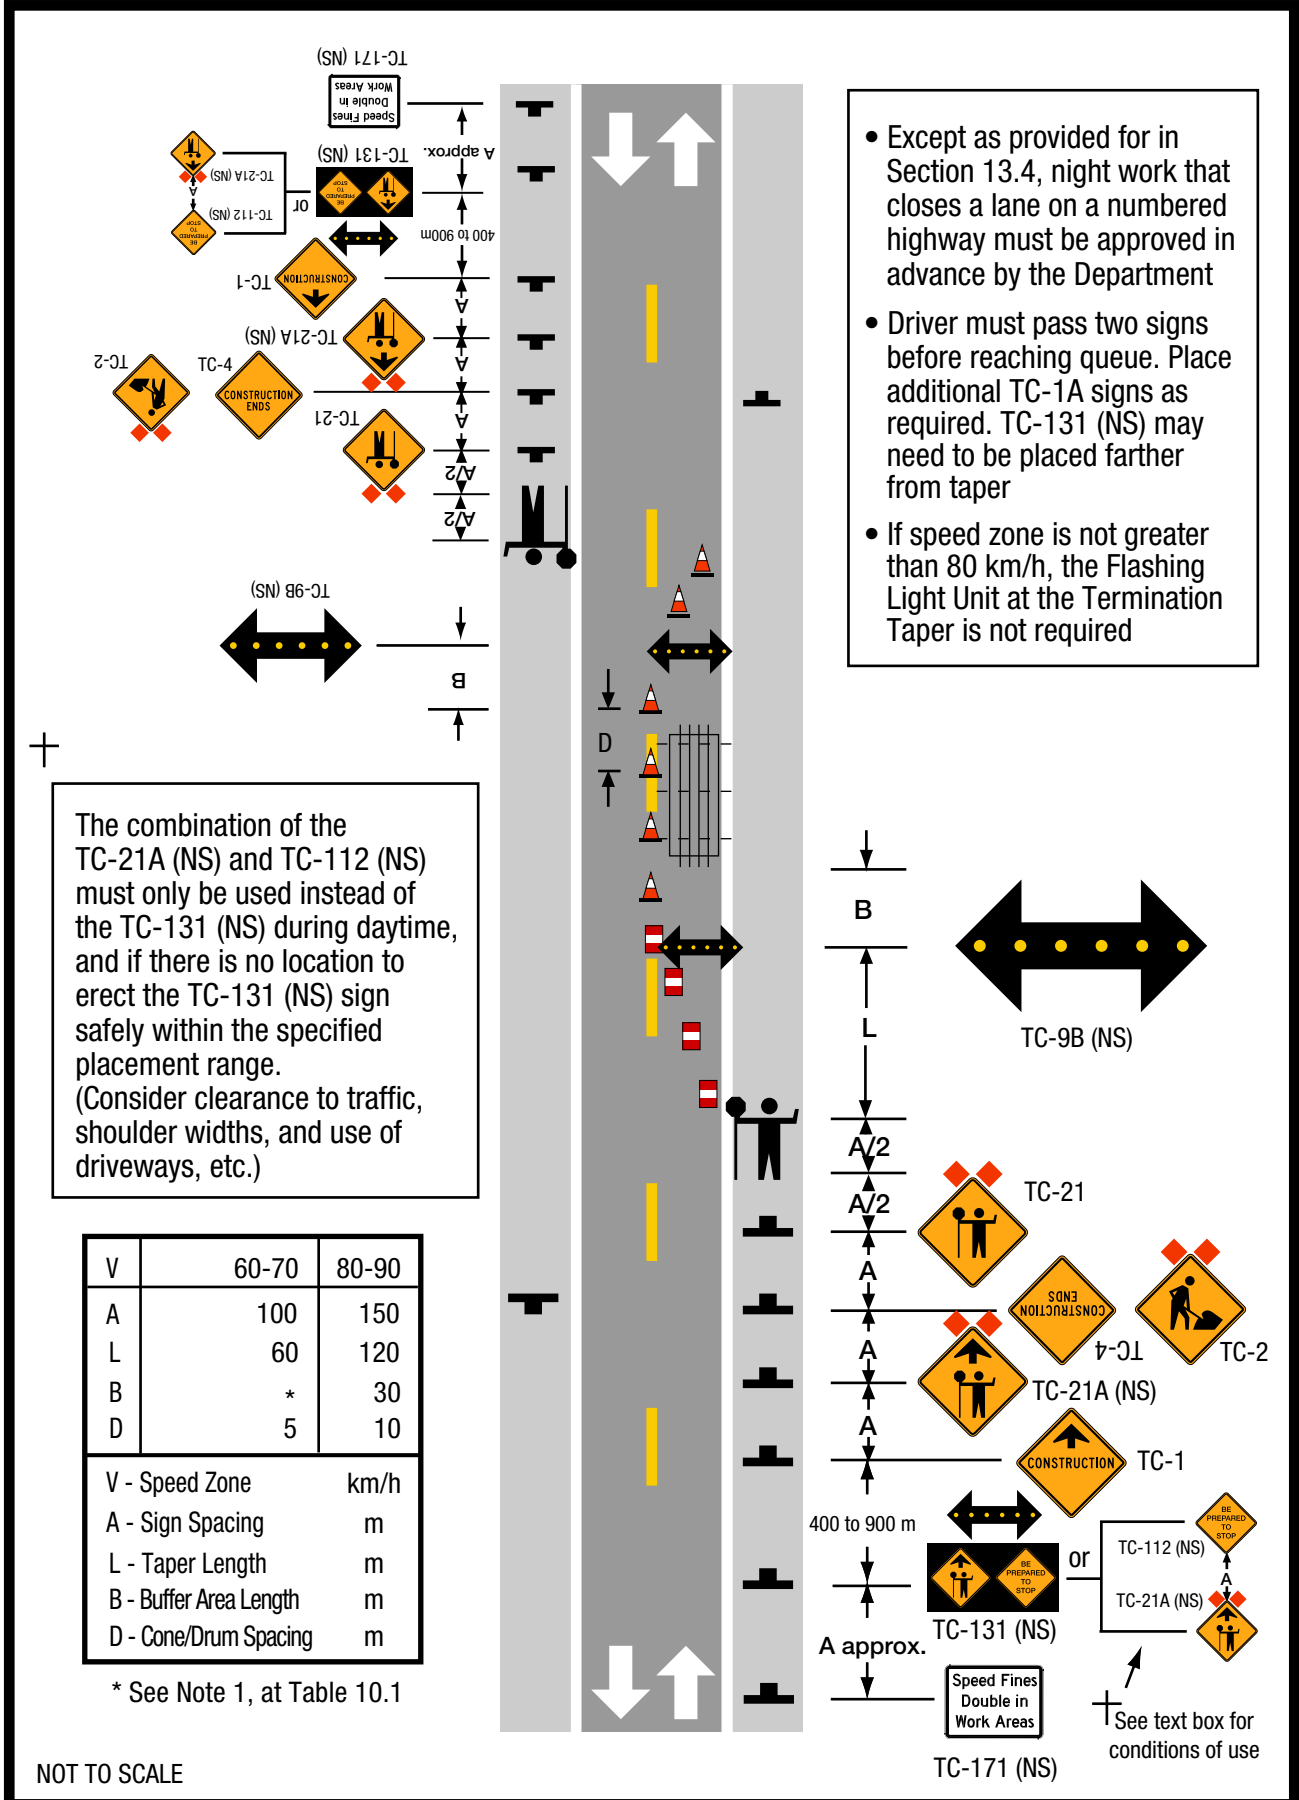 TC-171 (NS)
Speed Fines
Double in
Work Areas
A approx.
TC-131 (NS)
BE
PREPARED
TO
STOP
or
TC-21A (NS)
A
TC-112 (NS)
BE
PREPARED
TO
STOP
400 to 900m
TC-1
CONSTRUCTION
A
TC-21A (NS)
A
TC-2
TC-4
CONSTRUCTION
ENDS
A
TC-21
A/2
A/2
TC-9B (NS)
B
D
• Except as provided for in
Section 13.4, night work that
closes a lane on a numbered
highway must be approved in
advance by the Department
• Driver must pass two signs
before reaching queue. Place
additional TC-1A signs as
required. TC-131 (NS) may
need to be placed farther
from taper
• If speed zone is not greater
than 80 km/h, the Flashing
Light Unit at the Termination
Taper is not required
The combination of the
TC-21A (NS) and TC-112 (NS)
must only be used instead of
the TC-131 (NS) during daytime,
and if there is no location to
erect the TC-131 (NS) sign
safely within the specified
placement range.
(Consider clearance to traffic,
shoulder widths, and use of
driveways, etc.)
B
L
TC-9B (NS)
A/2
TC-21
A/2
A
CONSTRUCTION
ENDS
TC-4
TC-2
A
TC-21A (NS)
A
CONSTRUCTION
TC-1
400 to 900 m
BE
PREPARED
TO
STOP
TC-131 (NS)
or
BE
PREPARED
TO
STOP
TC-112 (NS)
A
TC-21A (NS)
A approx.
Speed Fines
Double in
Work Areas
TC-171 (NS)
See text box for
conditions of use
V 60-70 80-90
A 100 150
L 60 120
B * 30
D 5 10
V - Speed Zone km/h
A - Sign Spacing m
L - Taper Length m
B - Buffer Area Length m
D - Cone/Drum Spacing m
* See Note 1, at Table 10.1
NOT TO SCALE